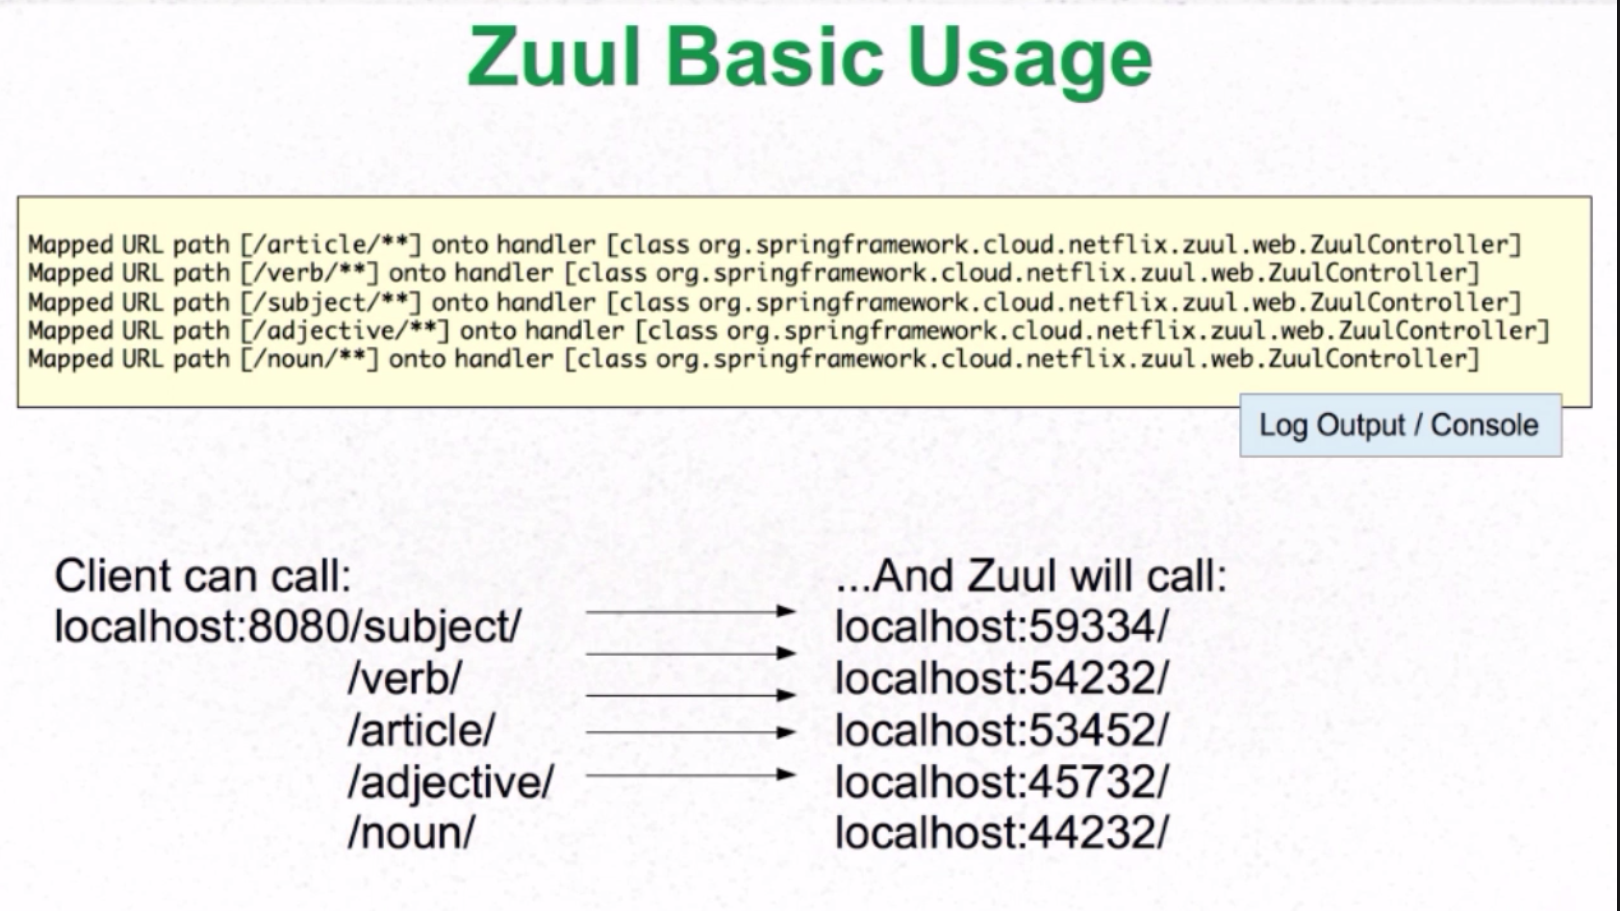 Zuul Basic Usage
Mapped URL path [/article/**] onto handler [class org.springframework.cloud.netflix.zuul.web.ZuulController]
Mapped URL path [/verb/**] onto handler [class org.springframework.cloud.netflix.zuul.web.ZuulController]
Mapped URL path [/subject/**] onto handler [class org.springframework.cloud.netflix.zuul.web.ZuulController]
Mapped URL path [/adjective/**] onto handler [class org.springframework.cloud.netflix.zuul.web.ZuulController]
Mapped URL path [/noun/**] onto handler [class org.springframework.cloud.netflix.zuul.web.ZuulController]
Log Output / Console
Client can call:
localhost:8080/subject/
/verb/
/article/
/adjective/
/noun/
...And Zuul will call:
localhost:59334/
localhost:54232/
localhost:53452/
localhost:45732/
localhost:44232/